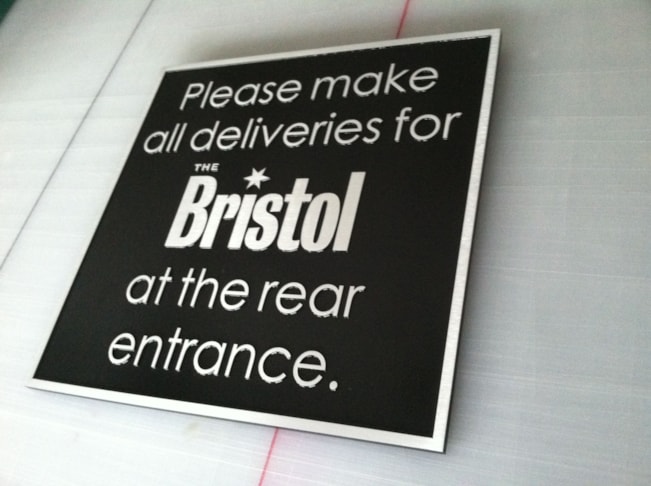 Please make
all deliveries for
THE
Bristol
at the rear
entrance.